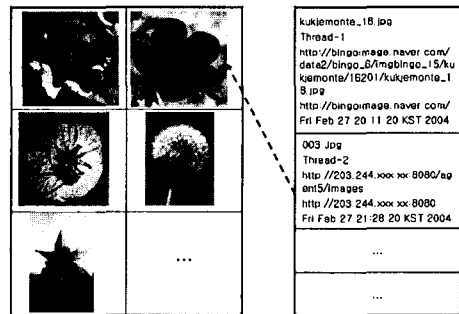 ...
kukjemonte_18.jpg
Thread-1
http://bingoimage.naver com/
data2/bingo_6/imgbingo_15/ku
kjemonte/16201/kukjemonte_1
8.jpg
http://bingoimage.naver com/
Fri Feb 27 20 11 20 KST 2004
003 Jpg
Thread-2
http //203.244.xxx xx:8080/ag
ent5/images
http //203 244.xxx xx:8080
Fri Feb 27 21:28 20 KST 2004
...
...